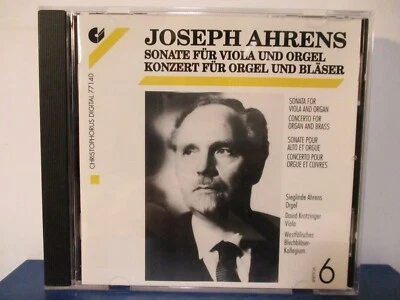 JOSEPH AHRENS
SONATE FÜR VIOLA UND ORGEL
KONZERT FÜR ORGEL UND BLÄSER
CHRISTOPHORUS DIGITAL 77140
SONATA FOR
VIOLA AND ORGAN
CONCERTO FOR
ORGAN AND BRASS
SONATE POUR
ALTO ET ORGUE
CONCERTO POUR
ORGUE ET CUIVRES
Sieglinde Ahrens
Orgel
David Kratzinger
Viola
Westfälisches
Blechbläser-
Kollegium
6